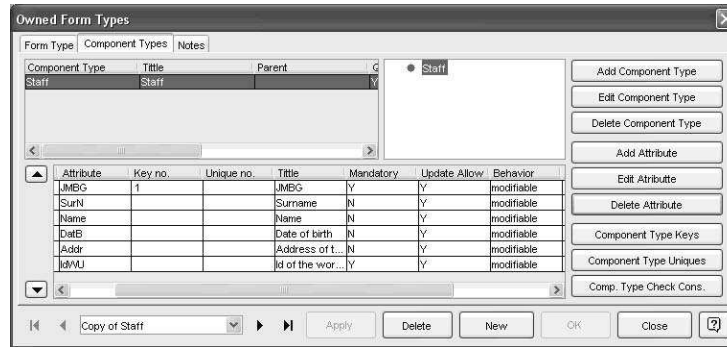 Owned Form Types
Form Type Component Types Notes
Component Type Tittle Parent
Staff Staff Y
Staff
Add Component Type
Edit Component Type
Delete Component Type
Add Attribute
Edit Atributte
Delete Attribute
Component Type Keys
Component Type Uniques
Comp. Type Check Cons.
Attribute Key no. Unique no. Tittle Mandatory Update Allow Behavior
JMBG 1 JMBG Y Y modifiable
SurN Surname N Y modifiable
Name Name N Y modifiable
DatB Date of birth N Y modifiable
Addr Address of t... N Y modifiable
IdWU Id of the wor... Y Y modifiable
Copy of Staff Apply Delete New OK Close